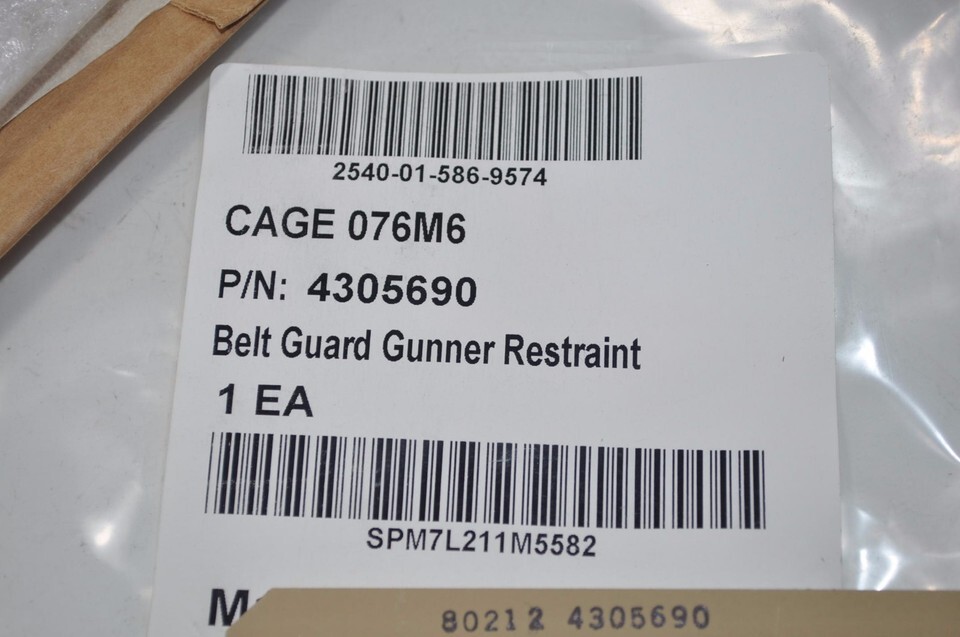 2540-01-586-9574
CAGE 076M6
P/N: 4305690
Belt Guard Gunner Restraint
1 EA
SPM7L211M5582
80212 4305690